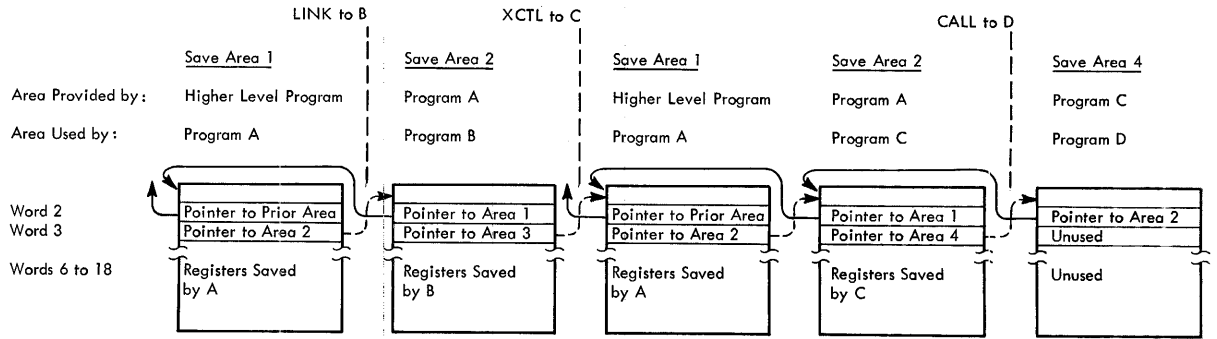 LINK to B XCTL to C CALL to D
Save Area 1 Save Area 2 Save Area 1 Save Area 2 Save Area 4
Area Provided by: Higher Level Program Program A Higher Level Program Program A Program C
Area Used by: Program A Program B Program A Program C Program D
Word 2 Pointer to Prior Area Pointer to Area 1 Pointer to Prior Area Pointer to Area 1 Pointer to Area 2
Word 3 Pointer to Area 2 Pointer to Area 3 Pointer to Area 2 Pointer to Area 4 Unused
Words 6 to 18 Registers Saved Registers Saved Registers Saved Registers Saved Unused
by A by B by A by C